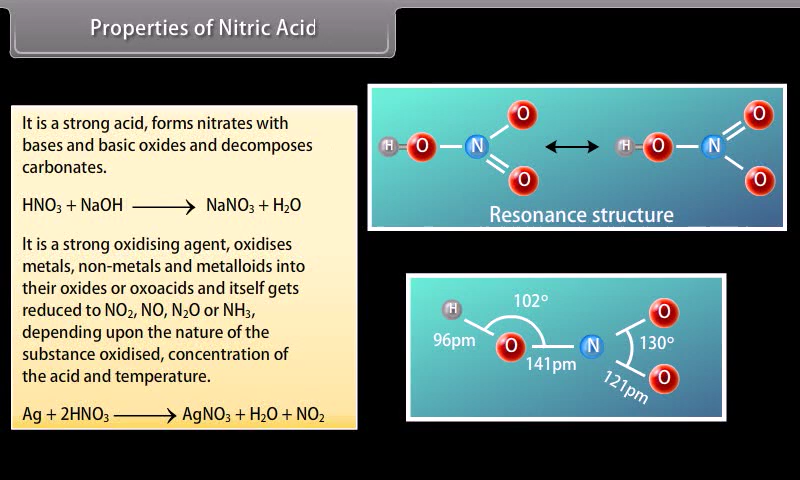 Properties of Nitric Acid
It is a strong acid, forms nitrates with
bases and basic oxides and decomposes
carbonates.
HNO₃ + NaOH ⟶ NaNO₃ + H₂O
It is a strong oxidising agent, oxidises
metals, non-metals and metalloids into
their oxides or oxoacids and itself gets
reduced to NO₂, NO, N₂O or NH₃,
depending upon the nature of the
substance oxidised, concentration of
the acid and temperature.
Ag + 2HNO₃ ⟶ AgNO₃ + H₂O + NO₂
O O
H O N H O N
O O
Resonance structure
H 102° O
96pm O 141pm N 130°
121pm O